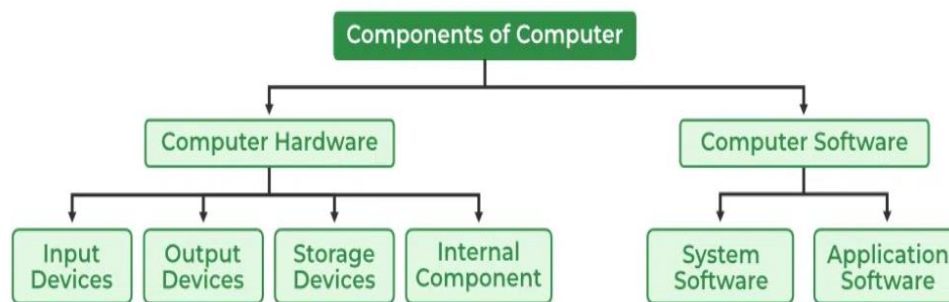 Components of Computer
Computer Hardware
Computer Software
Input
Devices
Output
Devices
Storage
Devices
Internal
Component
System
Software
Application
Software